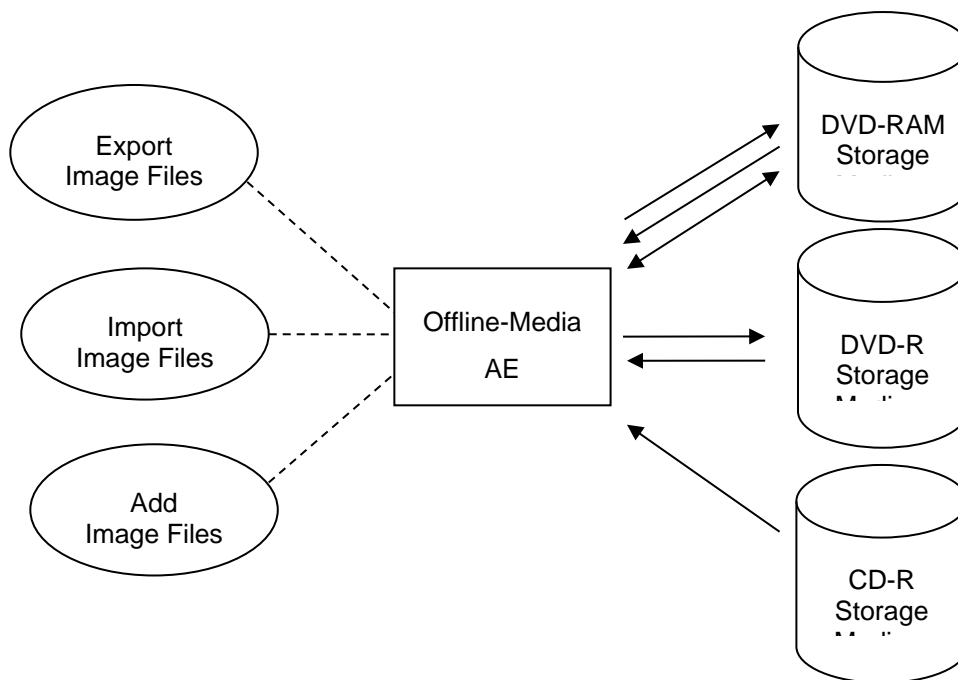 Export
Image Files
Import
Image Files
Add
Image Files
Offline-Media
AE
DVD-RAM
Storage
DVD-R
Storage
CD-R
Storage